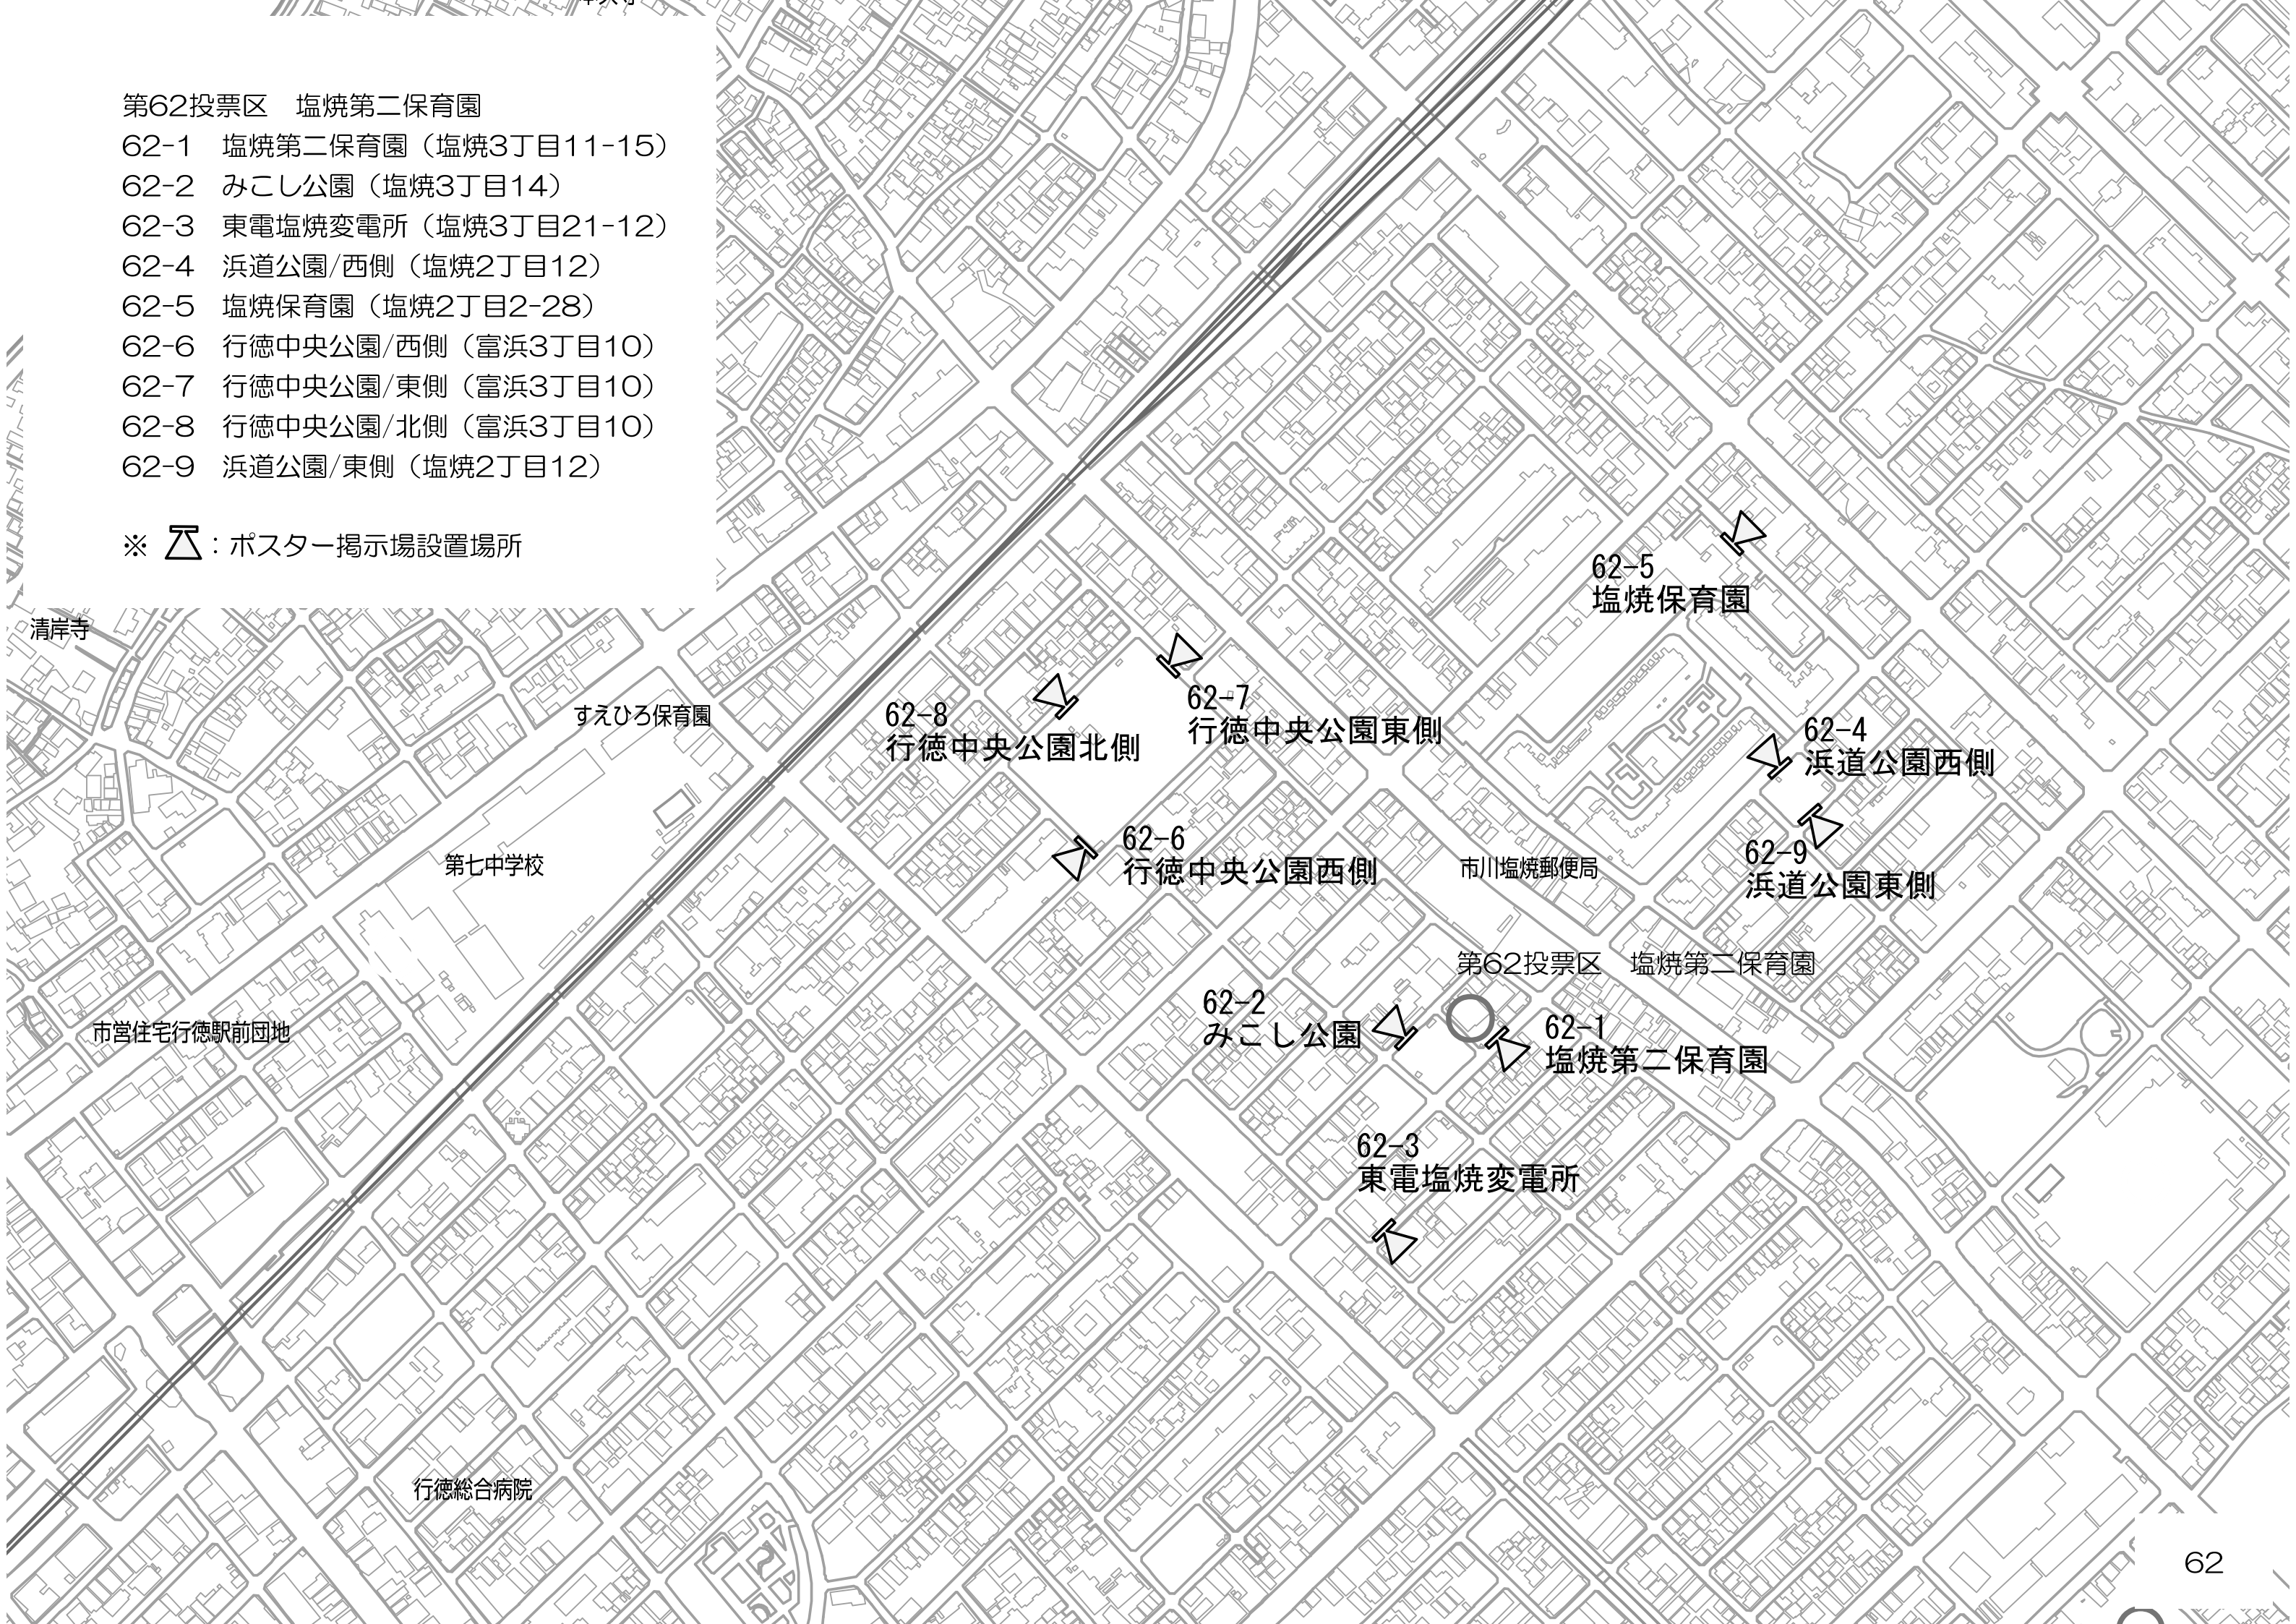 第62投票区　塩焼第二保育園
62-1　塩焼第二保育園（塩焼3丁目11-15）
62-2　みこし公園（塩焼3丁目14）
62-3　東電塩焼変電所（塩焼3丁目21-12）
62-4　浜道公園/西側（塩焼2丁目12）
62-5　塩焼保育園（塩焼2丁目2-28）
62-6　行徳中央公園/西側（富浜3丁目10）
62-7　行徳中央公園/東側（富浜3丁目10）
62-8　行徳中央公園/北側（富浜3丁目10）
62-9　浜道公園/東側（塩焼2丁目12）
※　：ポスター掲示場設置場所
62-5
塩焼保育園
清岸寺
すえひろ保育園
62-8
行徳中央公園北側
62-7
行徳中央公園東側
62-4
浜道公園西側
第七中学校
62-6
行徳中央公園西側
市川塩焼郵便局
62-9
浜道公園東側
第62投票区　塩焼第二保育園
62-2
みこし公園
62-1
塩焼第二保育園
市営住宅行徳駅前団地
62-3
東電塩焼変電所
行徳総合病院
62